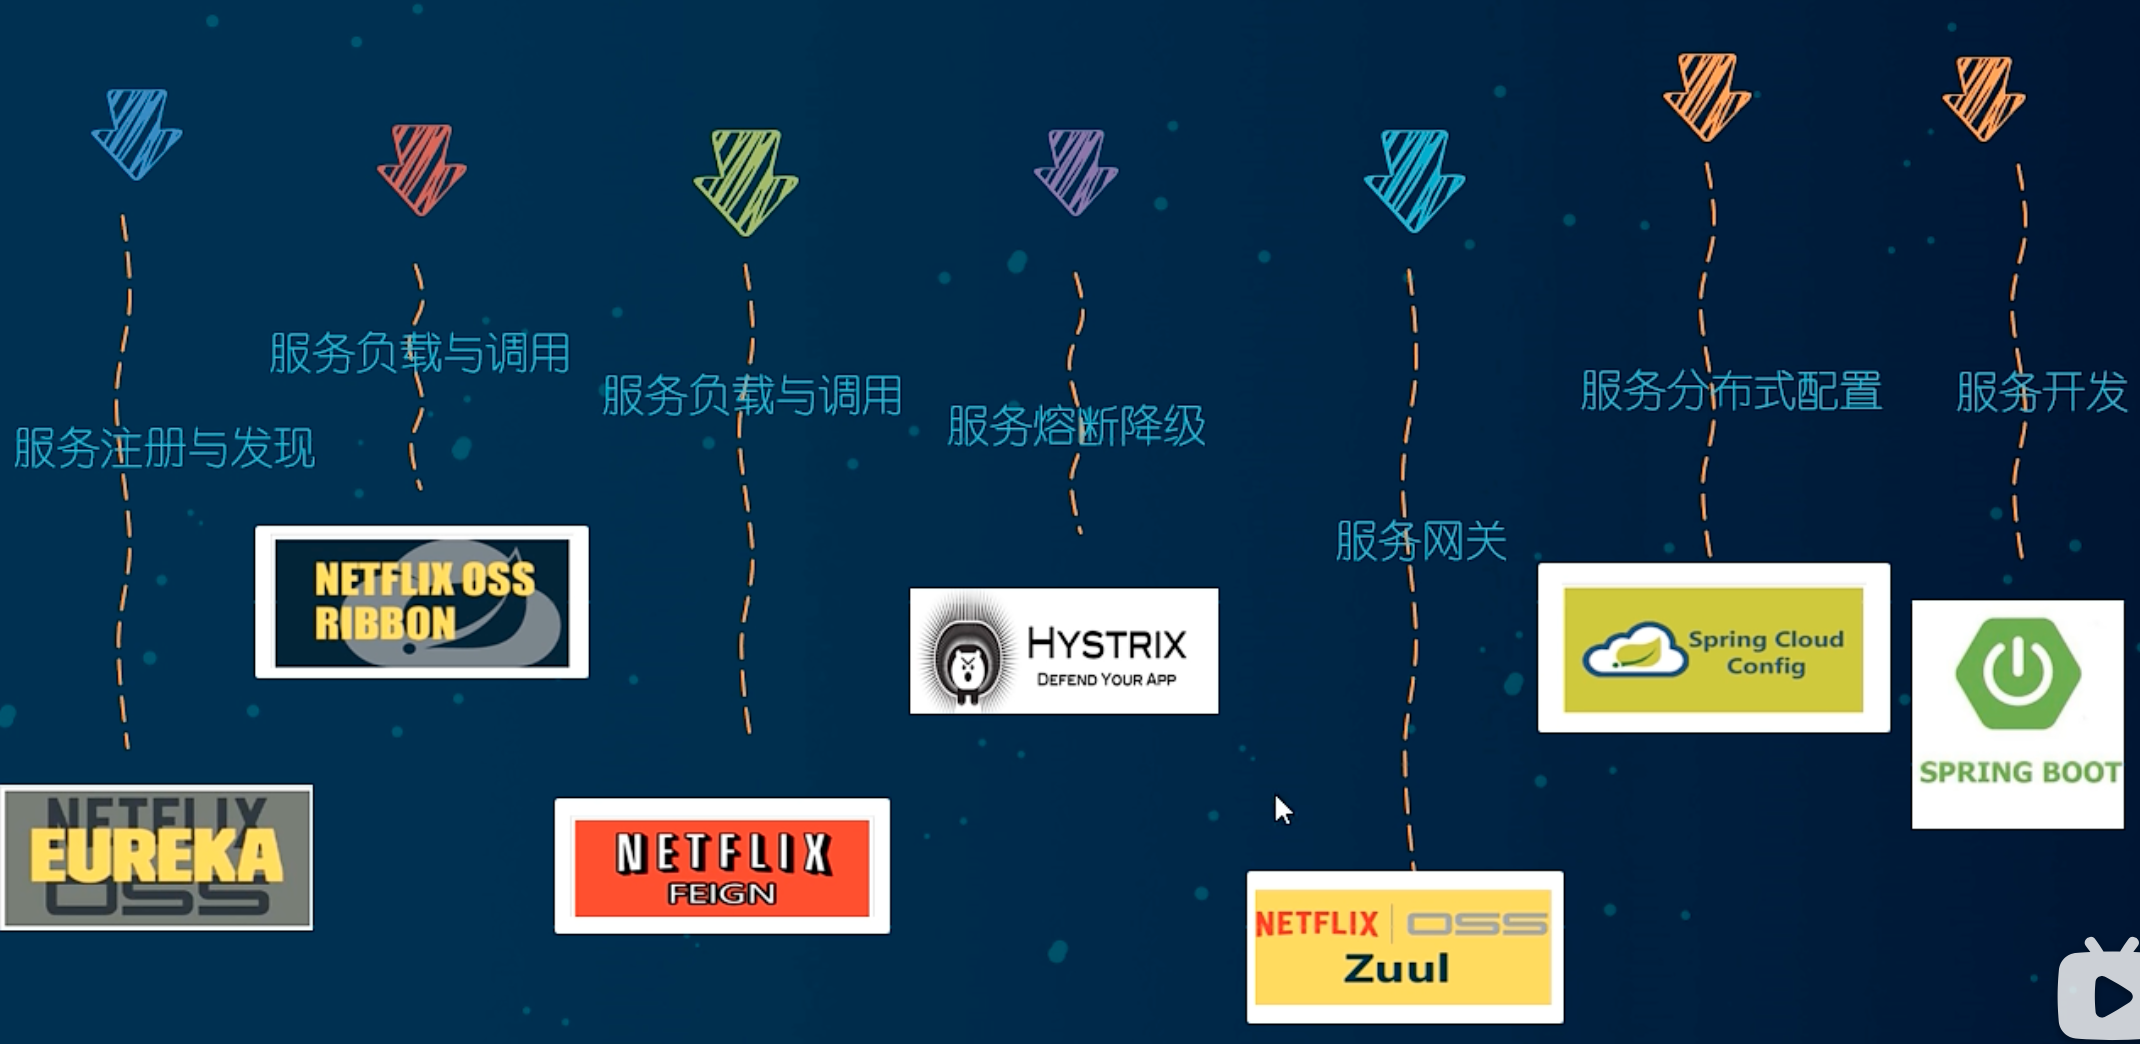 服务注册与发现
NETFLIX
EUREKA
OSS
服务负载与调用
NETFLIX OSS
RIBBON
服务负载与调用
NETFLIX
FEIGN
服务熔断降级
HYSTRIX
DEFEND YOUR APP
服务网关
NETFLIX OSS
Zuul
服务分布式配置
Spring Cloud
Config
服务开发
SPRING BOOT